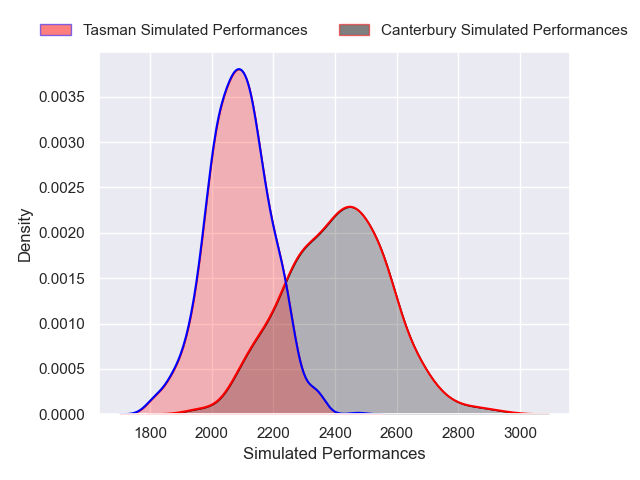 Tasman Simulated Performances Canterbury Simulated Performances
0.0035
0.0030
0.0025
0.0020
0.0015
0.0010
0.0005
0.0000
Density
1800 2000 2200 2400 2600 2800 3000
Simulated Performances